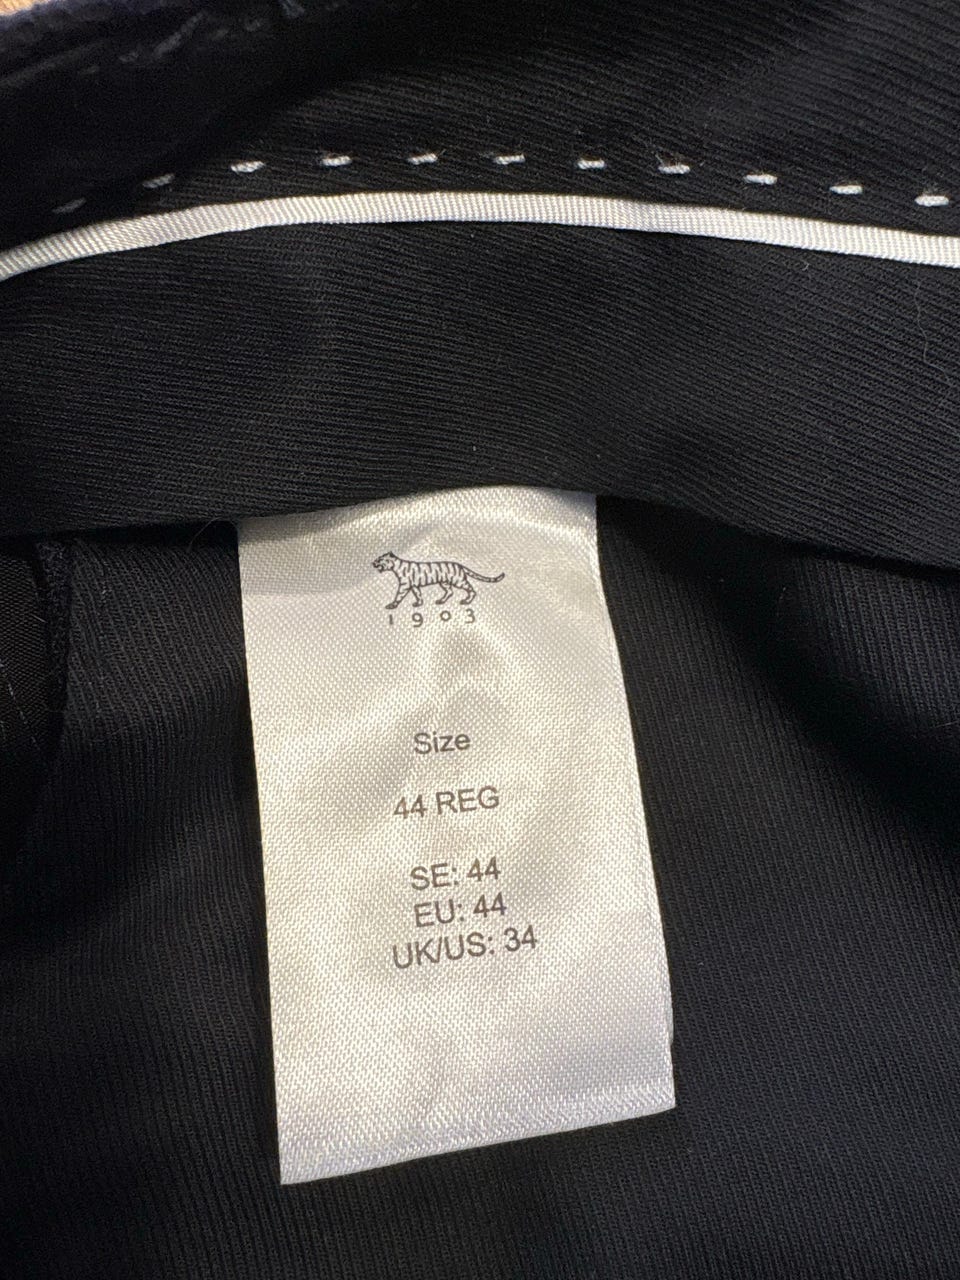 1903
Size
44 REG
SE: 44
EU: 44
UK/US: 34